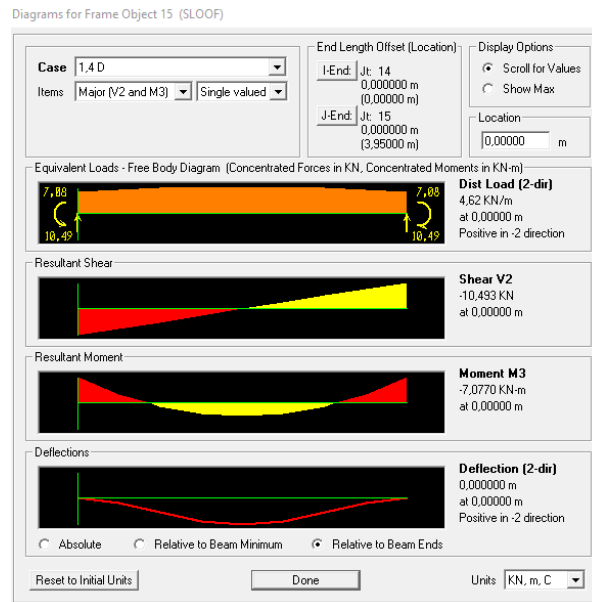 Diagrams for Frame Object 15 (SLOOF)
Case 1,4 D
Items Major (V2 and M3) Single valued
End Length Offset (Location)
I-End: Jt: 14
0,000000 m
(0,00000 m)
J-End: Jt: 15
0,000000 m
(3,95000 m)
Display Options
Scroll for Values
Show Max
Location
0,00000 m
Equivalent Loads - Free Body Diagram (Concentrated Forces in KN, Concentrated Moments in KN-m)
7,08 7,08
10,49 10,49
Dist Load (2-dir)
4,62 KN/m
at 0,00000 m
Positive in -2 direction
Resultant Shear
Shear V2
-10,493 KN
at 0,00000 m
Resultant Moment
Moment M3
-7,0770 KN-m
at 0,00000 m
Deflections
Deflection (2-dir)
0,000000 m
at 0,00000 m
Positive in -2 direction
Absolute Relative to Beam Minimum Relative to Beam Ends
Reset to Initial Units Done Units KN, m, C